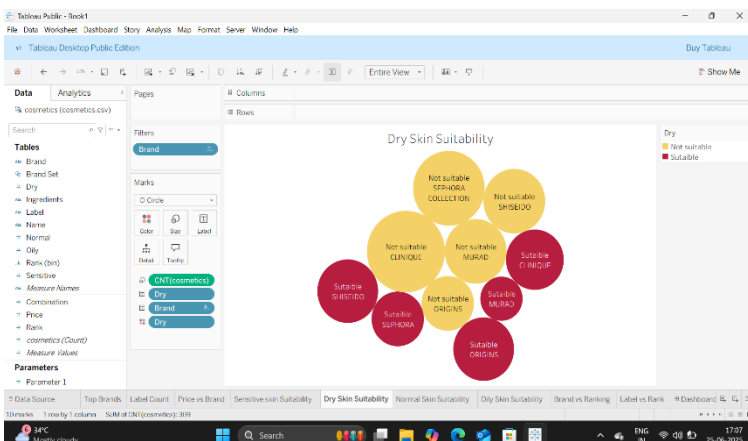 Tableau Public - Book1
File Data Worksheet Dashboard Story Analysis Map Format Server Window Help
Tableau Desktop Public Edition
Buy Tableau
Entire View
Show Me
Data Analytics
cosmetics (cosmetics.csv)
Search
Tables
Abc Brand
Brand Set
Dry
Abc Ingredients
Abc Label
Abc Name
Normal
Oily
Rank (bin)
Sensitive
Abc Measure Names
Combination
Price
Rank
cosmetics (Count)
Measure Values
Parameters
Parameter 1
Pages
Filters
Brand
Marks
Circle
Color Size Label
Detail Tooltip
CNT(cosmetics)
Dry
Brand
Dry
Columns
Rows
Dry Skin Suitability
Not suitable
SEPHORA
COLLECTION
Not suitable
SHISEIDO
Not suitable
CLINIQUE
Not suitable
MURAD
Sutaible
CLINIQUE
Sutaible
SHISEIDO
Sutaible
SEPHORA
Not suitable
ORIGINS
Sutaible
MURAD
Sutaible
ORIGINS
Dry
Not suitable
Sutaible
Data Source Top Brands Label Count Price vs Brand Sensitive skin Suitability Dry Skin Suitability Normal Skin Suitability Oily Skin Suitability Brand vs Ranking Label vs Rank Dashboard
10 marks 1 row by 1 column SUM of CNT(cosmetics): 309
34°C
Mostly cloudy
Search
ENG
IN
17:07
25-06-2025